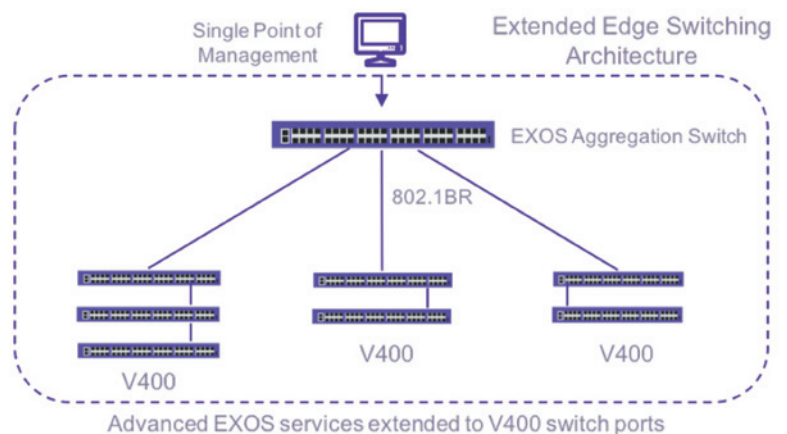 Single Point of
Management
Extended Edge Switching
Architecture
EXOS Aggregation Switch
802.1BR
V400
V400
V400
Advanced EXOS services extended to V400 switch ports